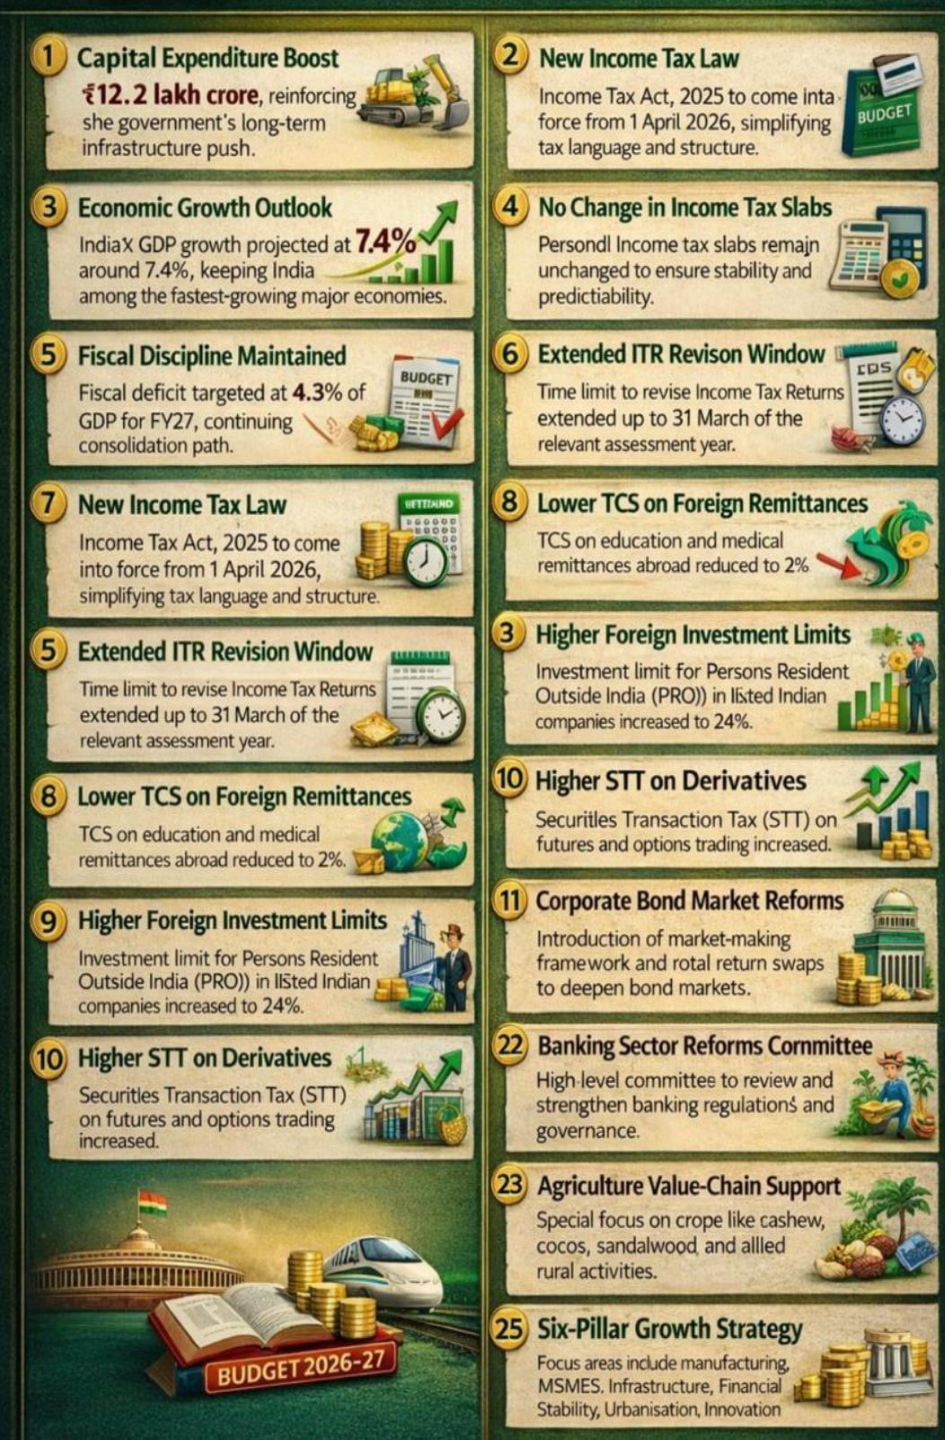 1 Capital Expenditure Boost
₹12.2 lakh crore, reinforcing
she government's long-term
infrastructure push.
2 New Income Tax Law
Income Tax Act, 2025 to come inta
force from 1 April 2026, simplifying
tax language and structure.
BUDGET
3 Economic Growth Outlook
IndiaX GDP growth projected at 7.4%
around 7.4%, keeping India
among the fastest-growing major economies.
4 No Change in Income Tax Slabs
Persondl Income tax slabs remajn
unchanged to ensure stability and
predictiability.
5 Fiscal Discipline Maintained
Fiscal deficit targeted at 4.3% of
GDP for FY27, continuing
consolidation path.
BUDGET
6 Extended ITR Revison Window
Time limit to revise Income Tax Returns
extended up to 31 March of the
relevant assessment year.
7 New Income Tax Law
Income Tax Act, 2025 to come
into force from 1 April 2026,
simplifying tax language and structure.
8 Lower TCS on Foreign Remittances
TCS on education and medical
remittances abroad reduced to 2%
5 Extended ITR Revision Window
Time limit to revise Income Tax Returns
extended up to 31 March of the
relevant assessment year.
3 Higher Foreign Investment Limits
Investment limit for Persons Resident
Outside India (PRO)) in lIsted Indian
companies increased to 24%.
8 Lower TCS on Foreign Remittances
TCS on education and medical
remittances abroad reduced to 2%.
10 Higher STT on Derivatives
Securitles Transaction Tax (STT) on
futures and options trading increased.
9 Higher Foreign Investment Limits
Investment limit for Persons Resident
Outside India (PRO)) in lIsted Indian
companies increased to 24%.
11 Corporate Bond Market Reforms
Introduction of market-making
framework and rotal return swaps
to deepen bond markets.
10 Higher STT on Derivatives
Securitles Transaction Tax (STT)
on futures and options trading
increased.
22 Banking Sector Reforms Cornmittee
High-level committee to review and
strengthen banking regulations and
governance.
23 Agriculture Value-Chain Support
Special focus on crope like cashew,
cocos, sandalwood, and allled
rural activities.
25 Six-Pillar Growth Strategy
Focus areas include manufacturing,
MSMES. Infrastructure, Financial
Stability, Urbanisation, Innovation
BUDGET 2026-27